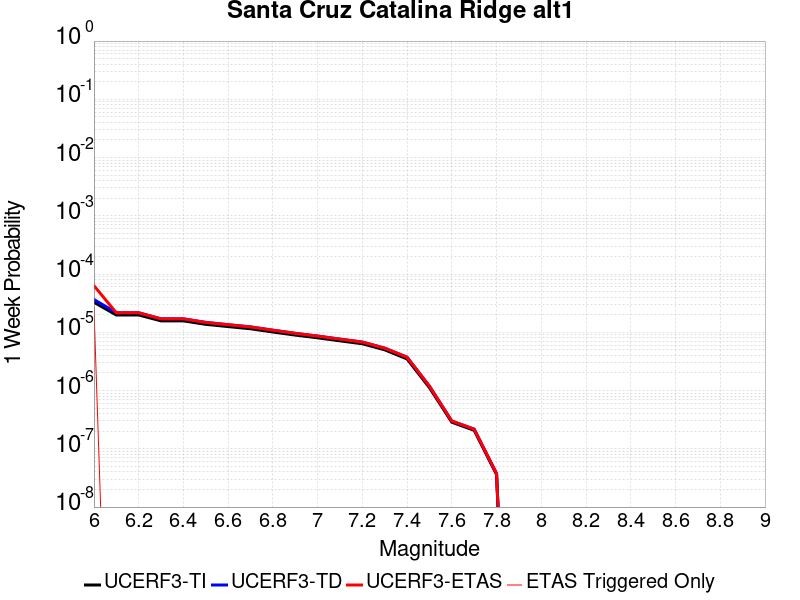 Santa Cruz Catalina Ridge alt1
10^0
10^-1
10^-2
10^-3
10^-4
10^-5
10^-6
10^-7
10^-8
1 Week Probability
6 6.2 6.4 6.6 6.8 7 7.2 7.4 7.6 7.8 8 8.2 8.4 8.6 8.8 9
Magnitude
UCERF3-TI UCERF3-TD UCERF3-ETAS ETAS Triggered Only